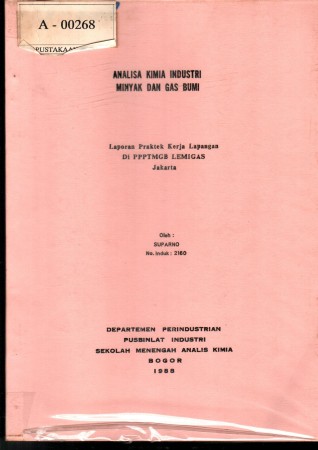 A - 00268
PUSTAKAAN
ANALISA KIMIA INDUSTRI
MINYAK DAN GAS BUMI
Laporan Praktek Kerja Lapangan
Di PPPTMGB LEMIGAS
Jakarta
Oleh :
SUPARNO
No. Induk : 2160
DEPARTEMEN PERINDUSTRIAN
PUSBINLAT INDUSTRI
SEKOLAH MENENGAH ANALIS KIMIA
BOGOR
1988